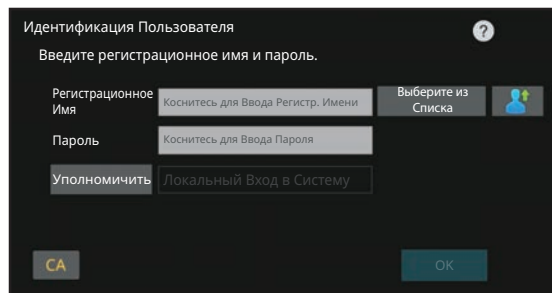 Идентификация Пользователя
?
Введите регистрационное имя и пароль.
Регистрационное
Имя
Коснитесь для Ввода Регистр. Имени
Выберите из
Списка
Пароль
Коснитесь для Ввода Пароля
Уполномичить
Локальный Вход в Систему
CA
OK